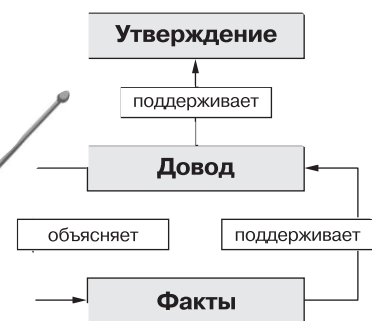 Утверждение
поддерживает
Довод
объясняет
поддерживает
Факты